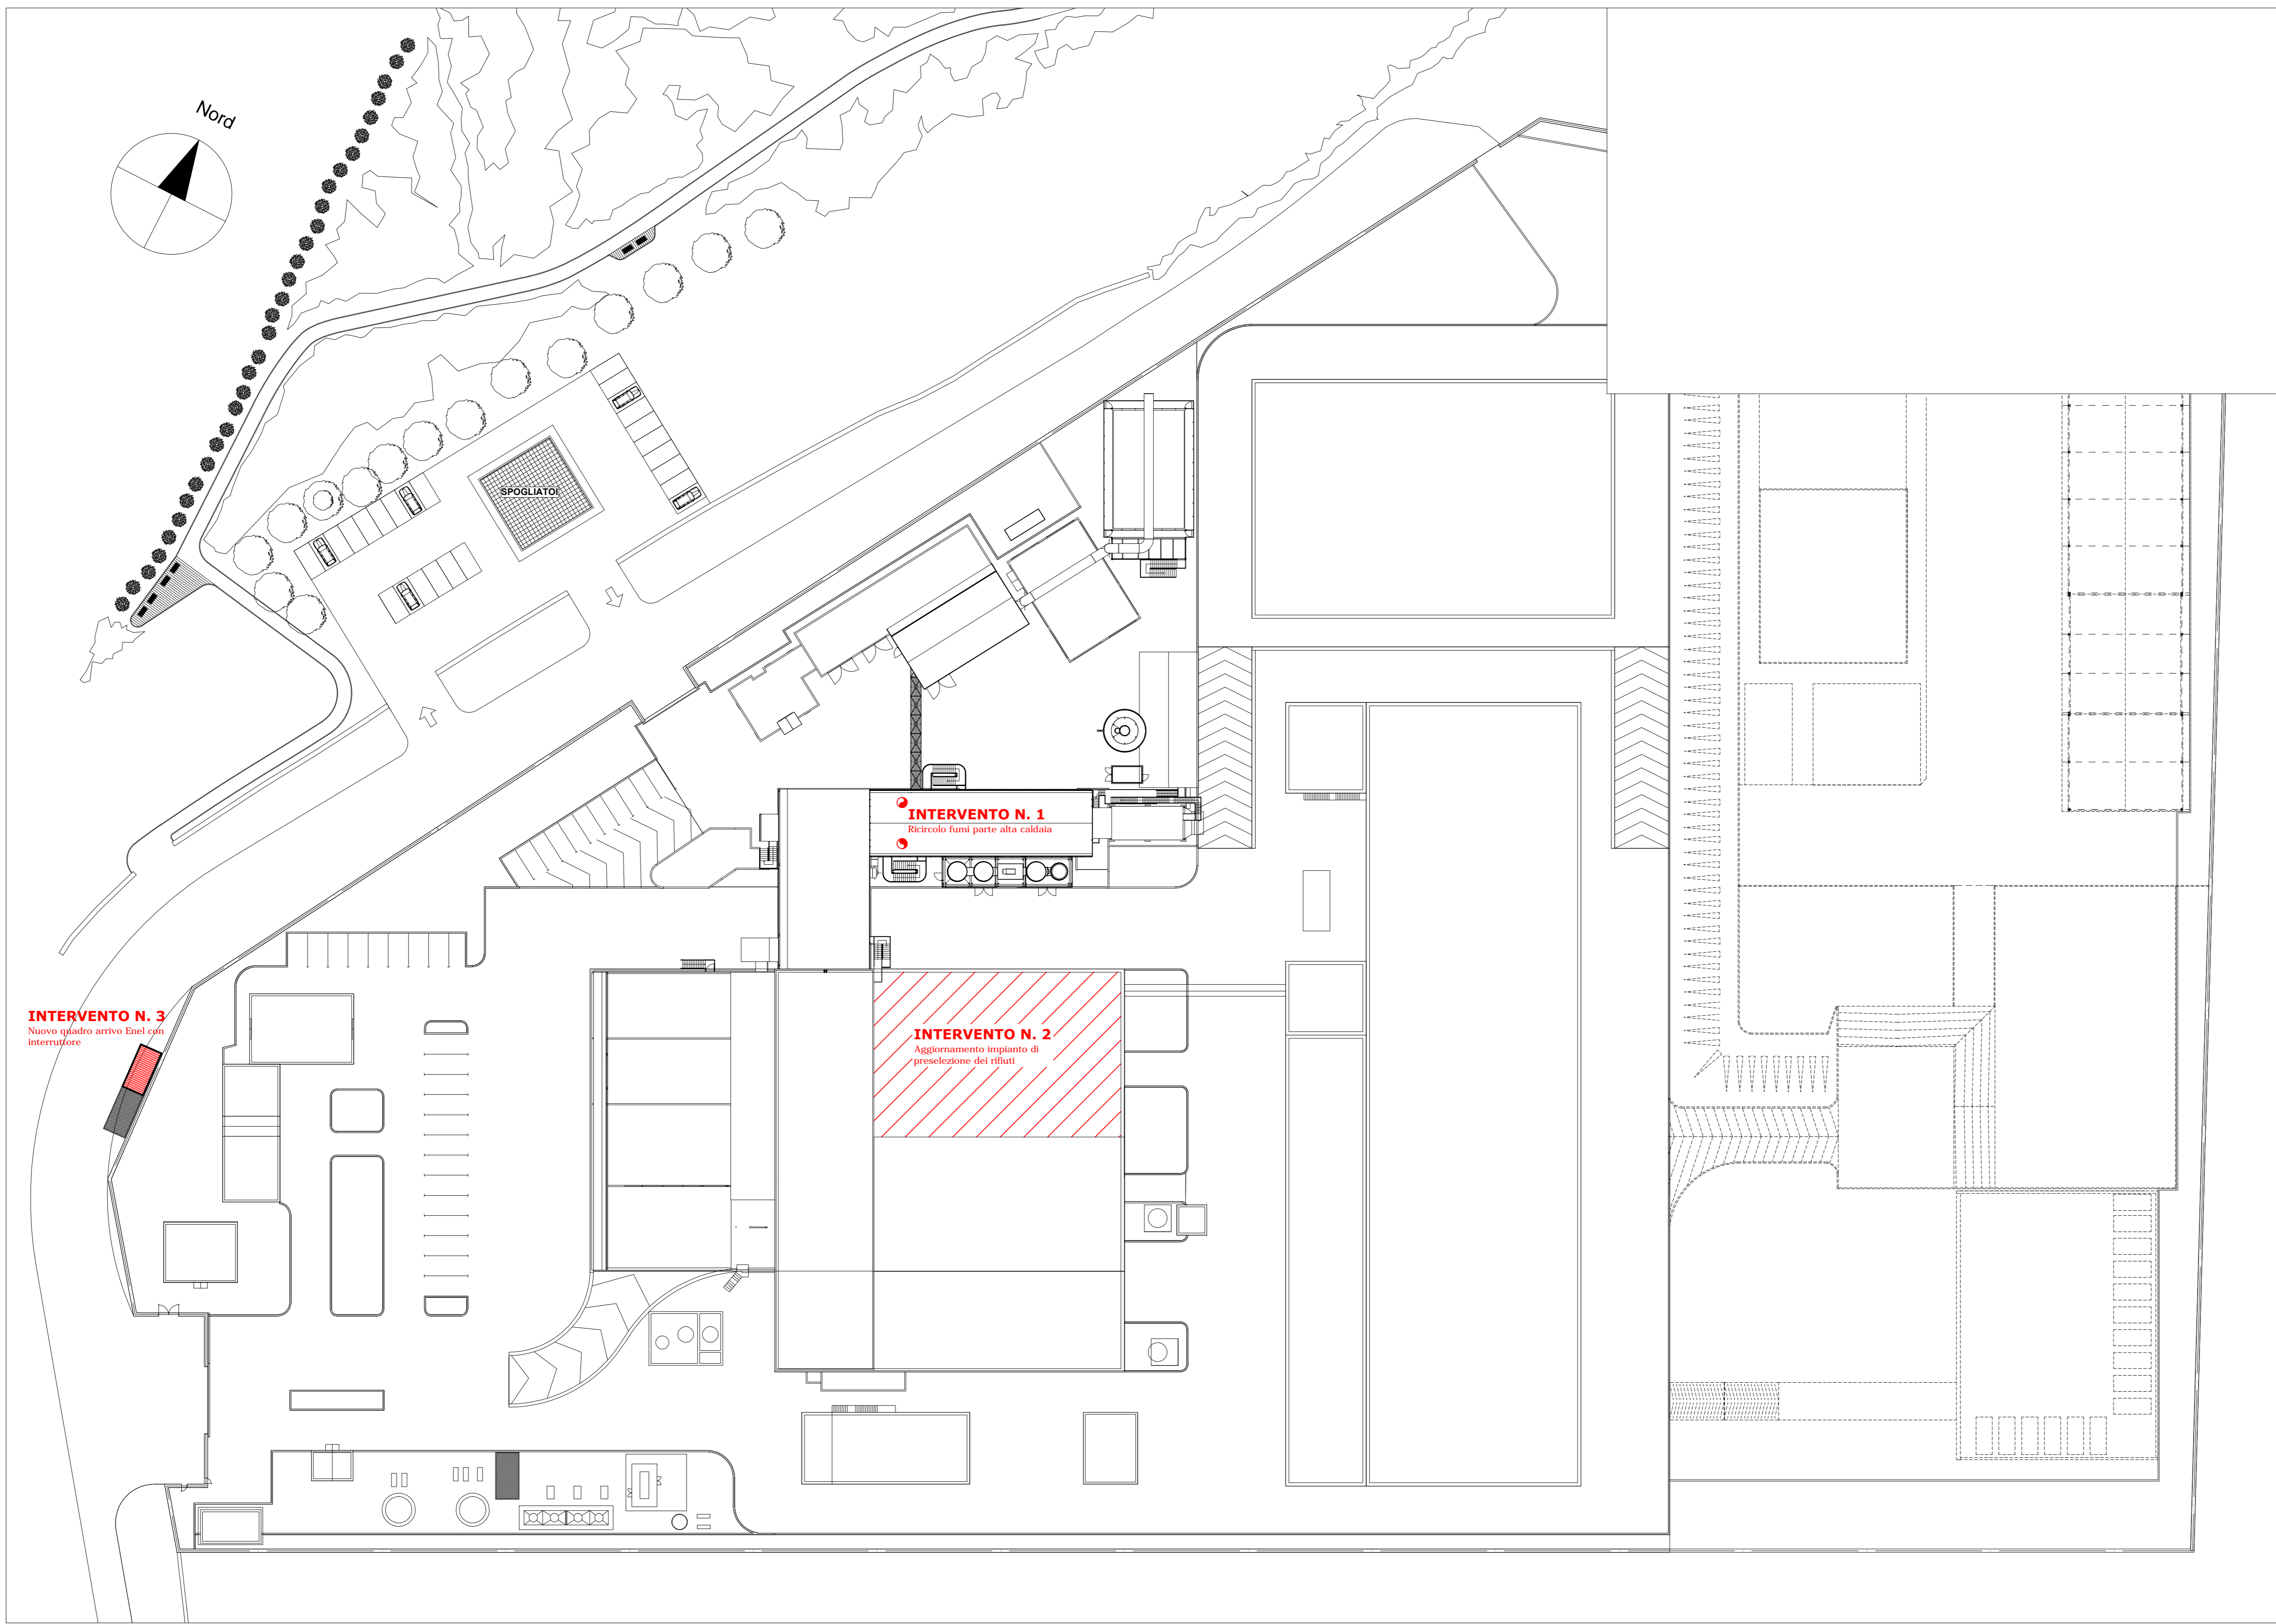 Nord
SPOGLIATOI
INTERVENTO N. 1
Ricircolo fumi parte alta caldaia
INTERVENTO N. 3
Nuovo quadro arrivo Enel con
interruttore
INTERVENTO N. 2
Aggiornamento impianto di
preselezione dei rifiuti